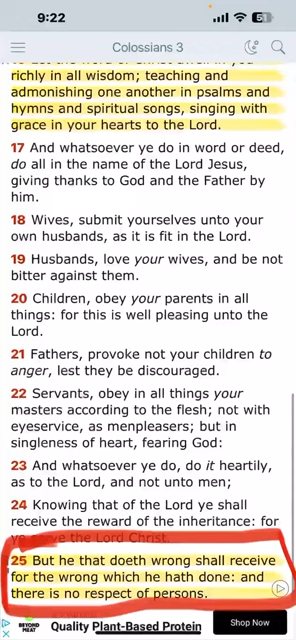 9:22
51
Colossians 3
richly in all wisdom; teaching and
admonishing one another in psalms and
hymns and spiritual songs, singing with
grace in your hearts to the Lord.
17 And whatsoever ye do in word or deed,
do all in the name of the Lord Jesus,
giving thanks to God and the Father by
him.
18 Wives, submit yourselves unto your
own husbands, as it is fit in the Lord.
19 Husbands, love your wives, and be not
bitter against them.
20 Children, obey your parents in all
things: for this is well pleasing unto the
Lord.
21 Fathers, provoke not your children to
anger, lest they be discouraged.
22 Servants, obey in all things your
masters according to the flesh; not with
eyeservice, as menpleasers; but in
singleness of heart, fearing God:
23 And whatsoever ye do, do it heartily,
as to the Lord, and not unto men;
24 Knowing that of the Lord ye shall
receive the reward of the inheritance: for
ye serve the Lord Christ.
25 But he that doeth wrong shall receive
for the wrong which he hath done: and
there is no respect of persons.
BEYOND MEAT
Quality Plant-Based Protein
Shop Now